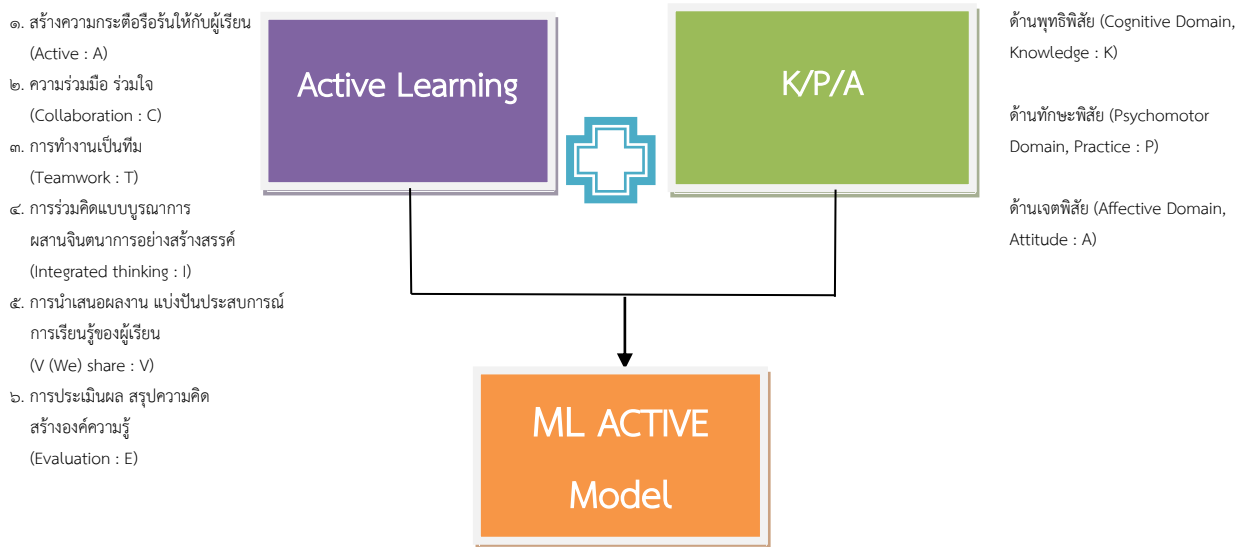 ๑. สร้างความกระตือรือร้นให้กับผู้เรียน
(Active : A)
๒. ความร่วมมือ ร่วมใจ
(Collaboration : C)
๓. การทำงานเป็นทีม
(Teamwork : T)
๔. การร่วมคิดแบบบูรณาการ
ผสานจินตนาการอย่างสร้างสรรค์
(Integrated thinking : I)
๕. การนำเสนอผลงาน แบ่งปันประสบการณ์
การเรียนรู้ของผู้เรียน
(V (We) share : V)
๖. การประเมินผล สรุปความคิด
สร้างองค์ความรู้
(Evaluation : E)
Active Learning
K/P/A
ด้านพุทธิพิสัย (Cognitive Domain,
Knowledge : K)
ด้านทักษะพิสัย (Psychomotor
Domain, Practice : P)
ด้านเจตพิสัย (Affective Domain,
Attitude : A)
ML ACTIVE
Model